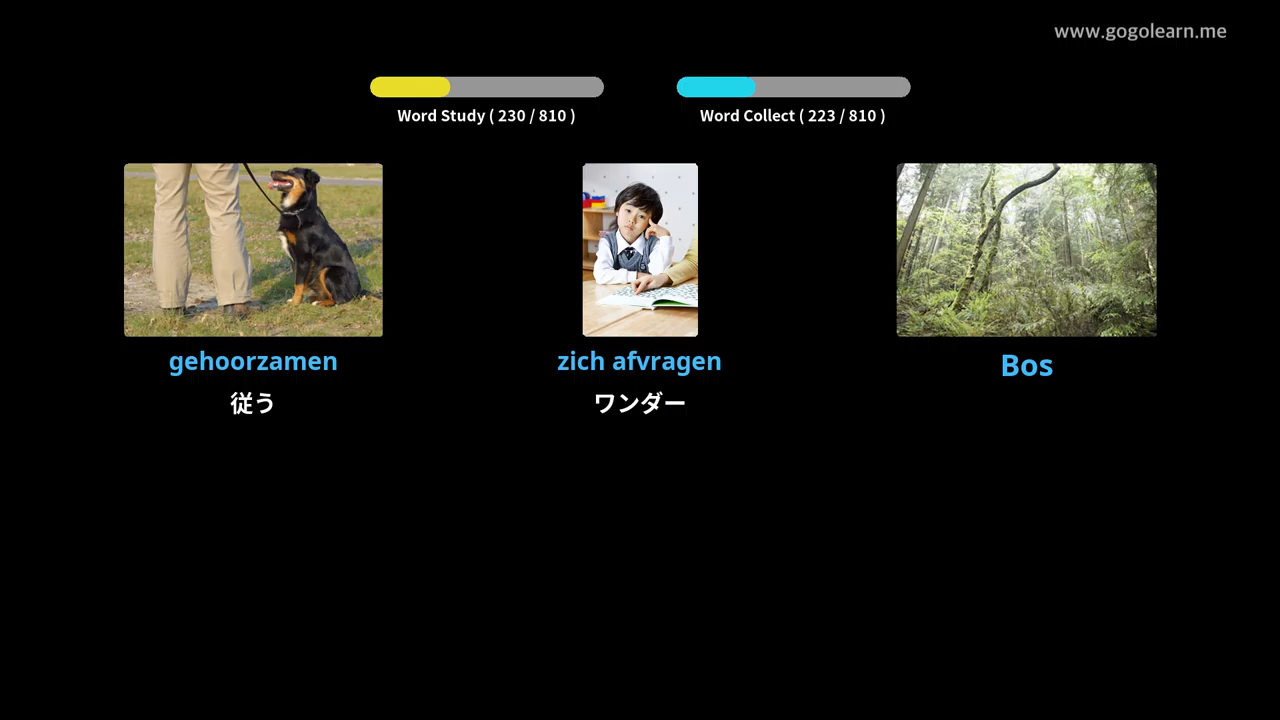 www.gogolearn.me
Word Study ( 230 / 810 )
Word Collect ( 223 / 810 )
gehoorzamen
従う
zich afvragen
ワンダー
Bos